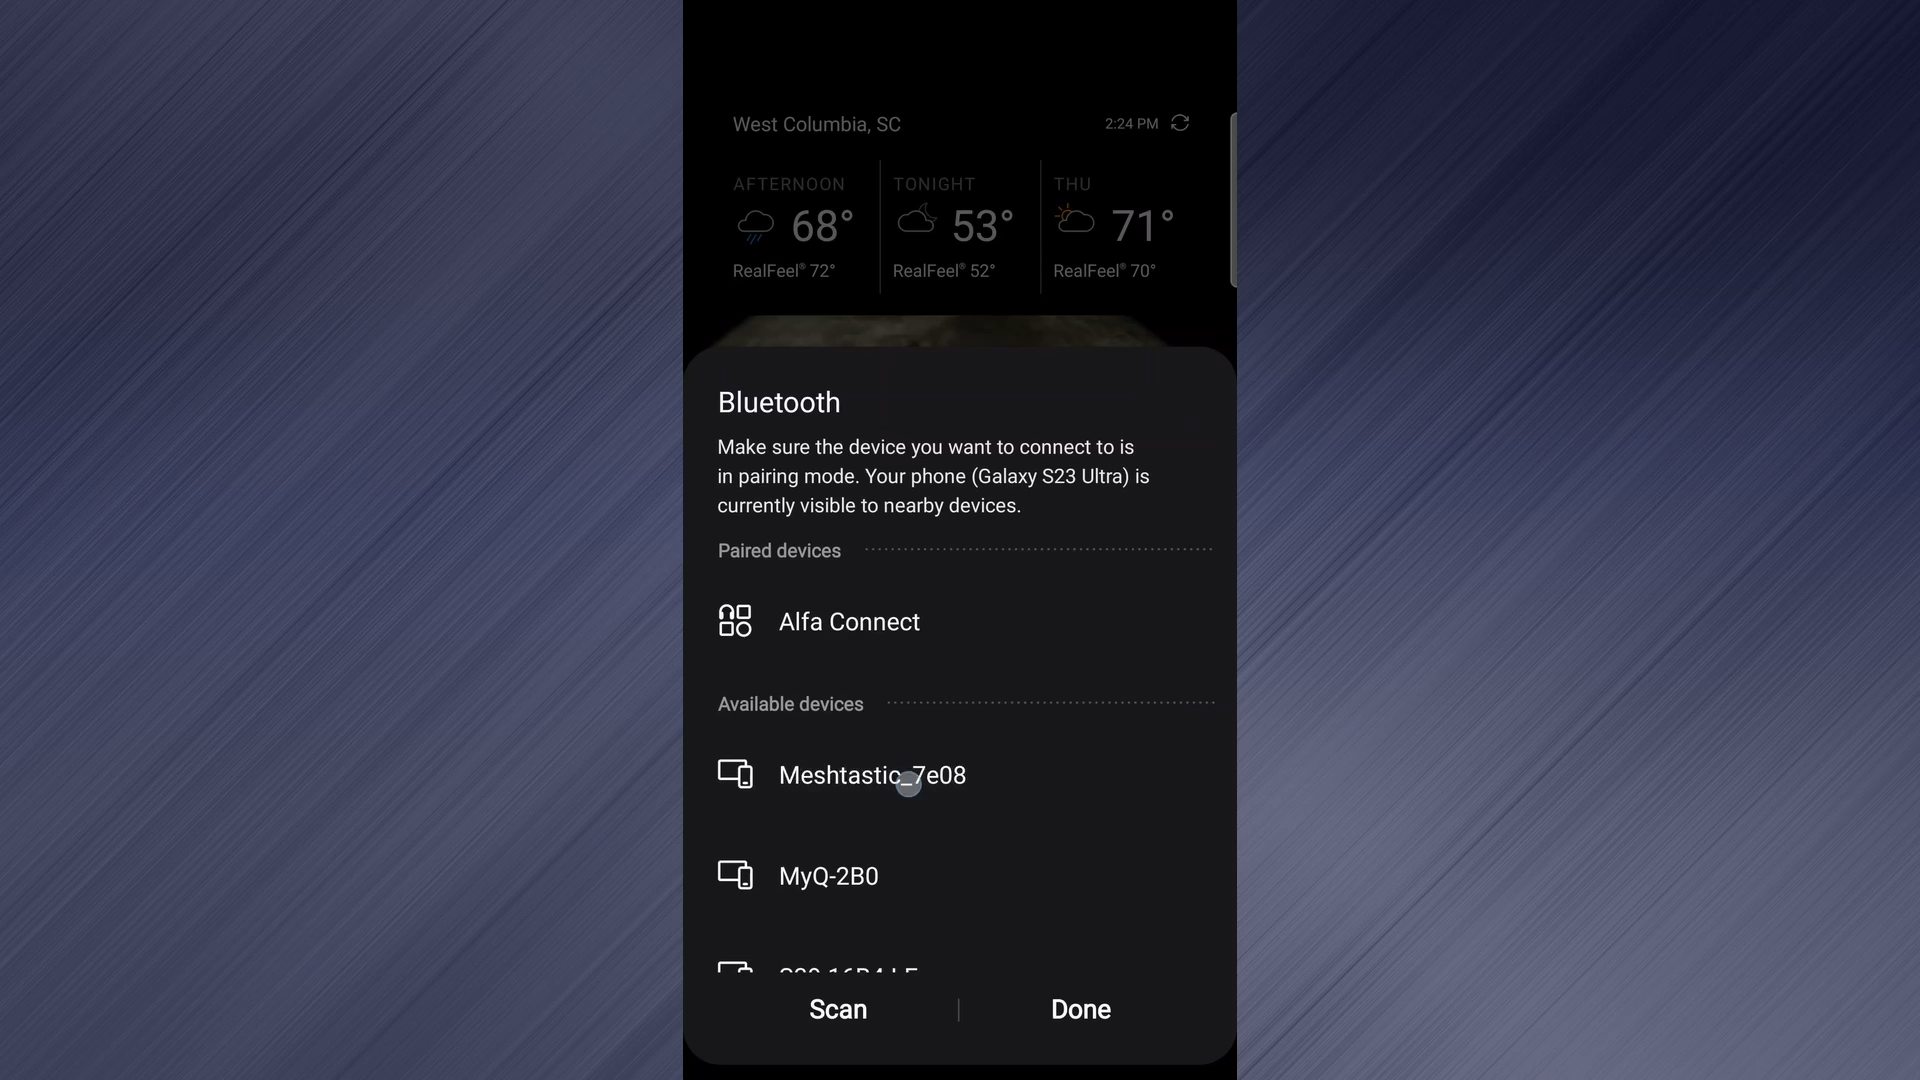 West Columbia, SC
2:24 PM
AFTERNOON
68°
RealFeel® 72°
TONIGHT
53°
RealFeel® 52°
THU
71°
RealFeel® 70°
Bluetooth
Make sure the device you want to connect to is
in pairing mode. Your phone (Galaxy S23 Ultra) is
currently visible to nearby devices.
Paired devices
Alfa Connect
Available devices
Meshtastic_7e08
MyQ-2B0
Scan
Done